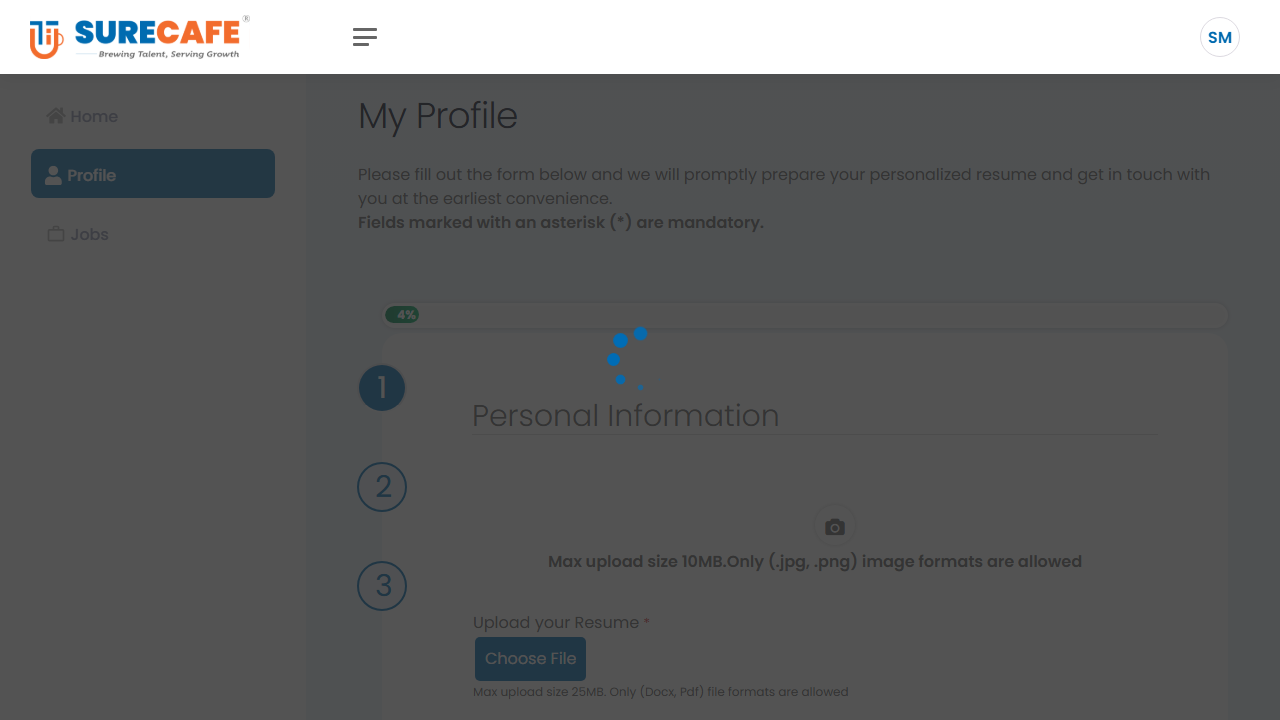 SURECAFE®
Brewing Talent, Serving Growth
SM
Home
Profile
Jobs
My Profile
Please fill out the form below and we will promptly prepare your personalized resume and get in touch with
you at the earliest convenience.
Fields marked with an asterisk (*) are mandatory.
4%
1
Personal Information
2
Max upload size 10MB.Only (.jpg, .png) image formats are allowed
3
Upload your Resume *
Choose File
Max upload size 25MB. Only (Docx, Pdf) file formats are allowed